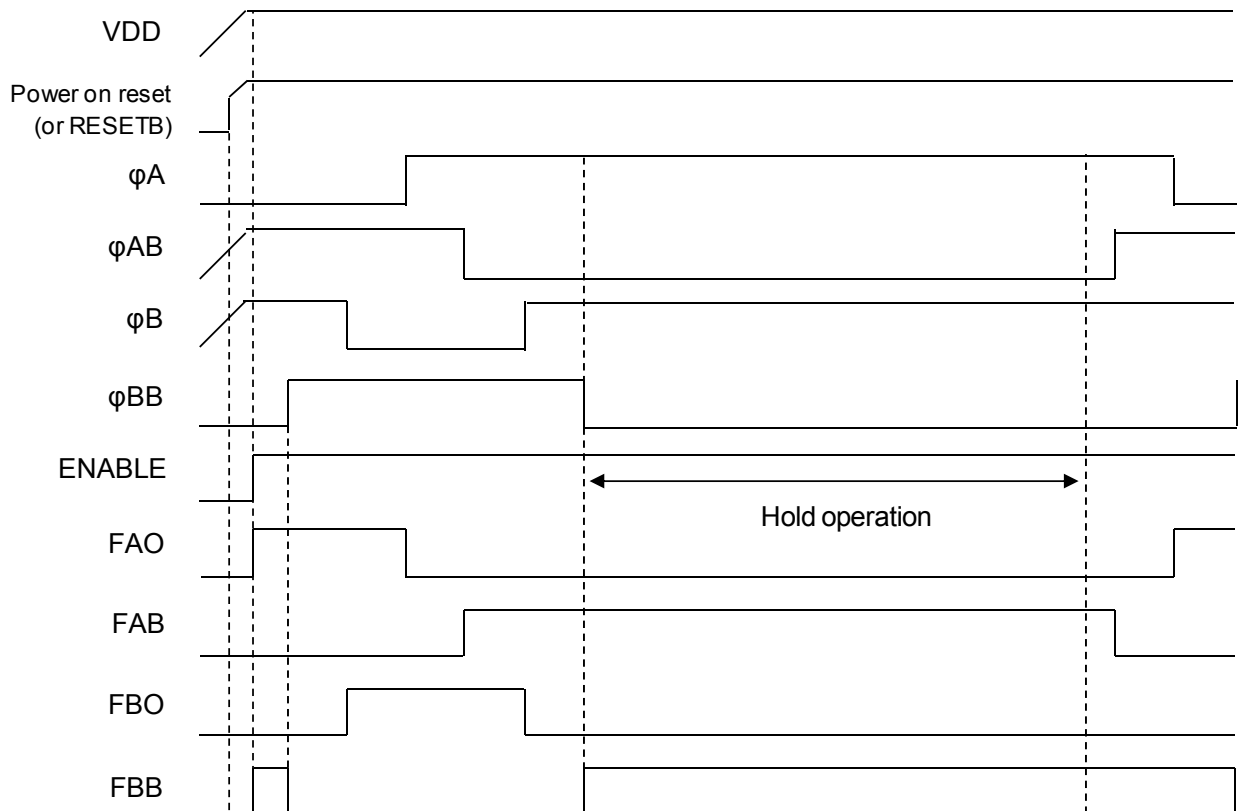 VDD
Power on reset
(or RESETB)
φA
φAB
φB
φBB
ENABLE
Hold operation
FAO
FAB
FBO
FBB